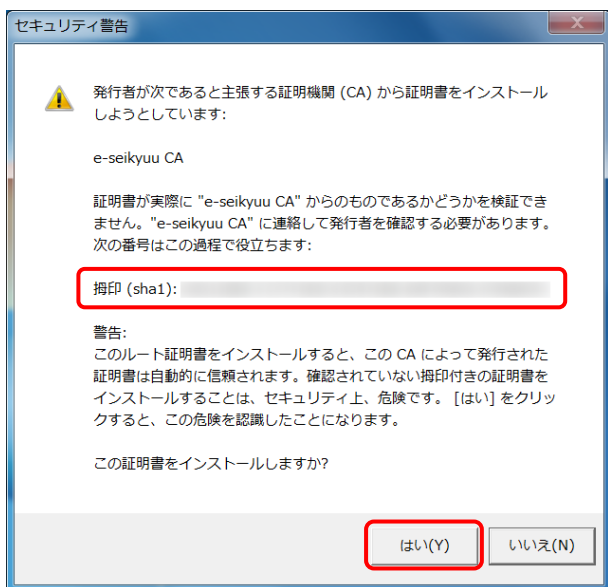 セキュリティ警告
発行者が次であると主張する証明機関 (CA) から証明書をインストール
しようとしています:
e-seikyuu CA
証明書が実際に "e-seikyuu CA" からのものであるかどうかを検証でき
ません。"e-seikyuu CA" に連絡して発行者を確認する必要があります。
次の番号はこの過程で役立ちます:
拇印 (sha1):
警告:
このルート証明書をインストールすると、この CA によって発行された
証明書は自動的に信頼されます。確認されていない拇印付きの証明書を
インストールすることは、セキュリティ上、危険です。 [はい] をクリッ
クすると、この危険を認識したことになります。
この証明書をインストールしますか?
はい(Y)
いいえ(N)